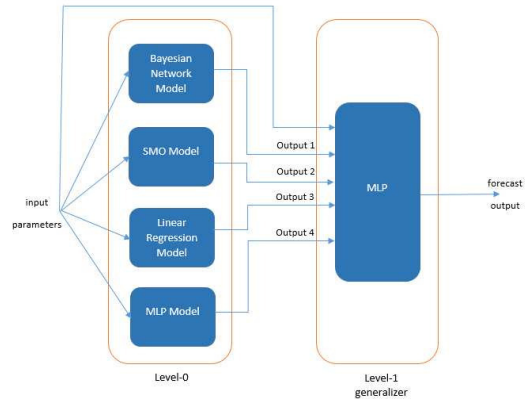 Bayesian
Network
Model
SMO Model
Linear
Regression
Model
MLP Model
input
parameters
Output 1
Output 2
Output 3
Output 4
MLP
forecast
output
Level-0
Level-1
generalizer